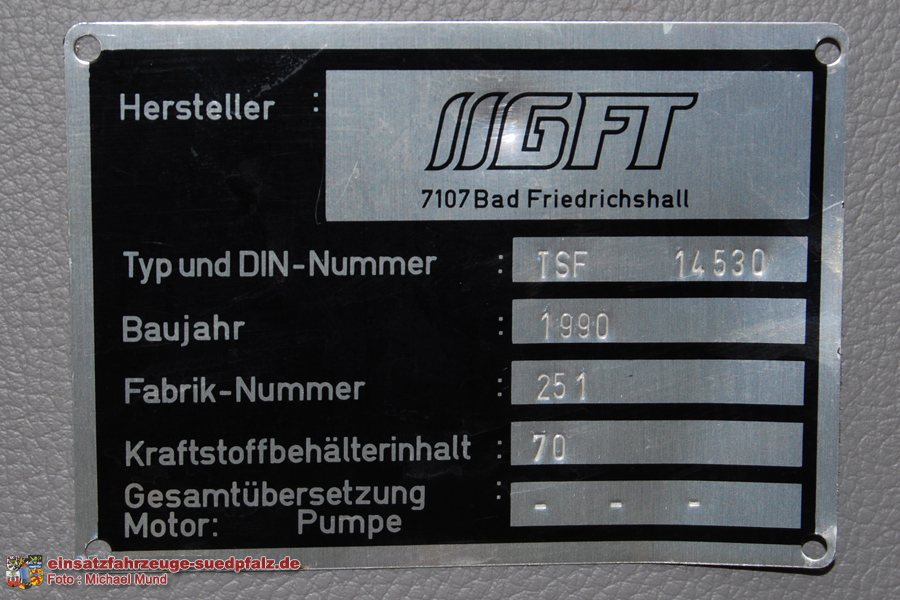 Hersteller : GFT
7107 Bad Friedrichshall
Typ und DIN-Nummer : TSF 14530
Baujahr : 1990
Fabrik-Nummer : 251
Kraftstoffbehälterinhalt : 70
Gesamtübersetzung : - - -
Motor: Pumpe
einsatzfahrzeuge-suedpfalz.de
Foto : Michael Mund